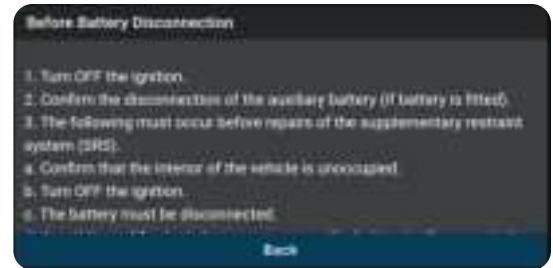 Before Battery Disconnection
1. Turn OFF the ignition.
2. Confirm the disconnection of the auxiliary battery (if battery is fitted).
3. The following must occur before repairs of the supplementary restraint
system (SRS).
a. Confirm that the interior of the vehicle is unoccupied.
b. Turn OFF the ignition.
c. The battery must be disconnected.
Back